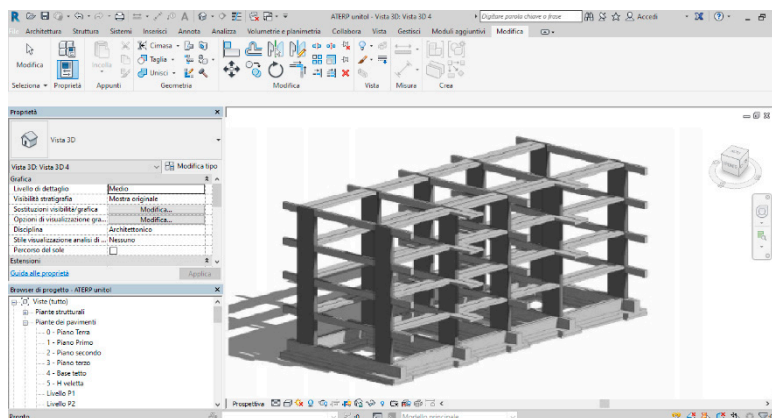 ATERP unitol - Vista 3D: Vista 3D 4
Digitare parola chiave o frase
Accedi
Architettura Struttura Sistemi Inserisci Annota Analizza Volumetrie e planimetria Collabora Vista Gestisci Moduli aggiuntivi Modifica
Modifica
Incolla
Cimasa
Taglia
Unisci
Seleziona Proprietà Appunti Geometria Modifica Vista Misura Crea
Proprietà
Vista 3D
Vista 3D: Vista 3D 4 Modifica tipo
Grafica
Livello di dettaglio Medio
Visibilità stratigrafia Mostra originale
Sostituzioni visibilità/grafica Modifica...
Opzioni di visualizzazione gra... Modifica...
Disciplina Architettonico
Stile visualizzazione analisi di ... Nessuno
Percorso del sole
Estensioni
Guida alle proprietà Applica
Browser di progetto - ATERP unitol
Viste (tutto)
Piante strutturali
Piante dei pavimenti
0 - Piano Terra
1 - Piano Primo
2 - Piano secondo
3 - Piano terzo
4 - Base tetto
5 - H veletta
Livello P1
Livello P2
Prospettiva
Pronto
Modello principale